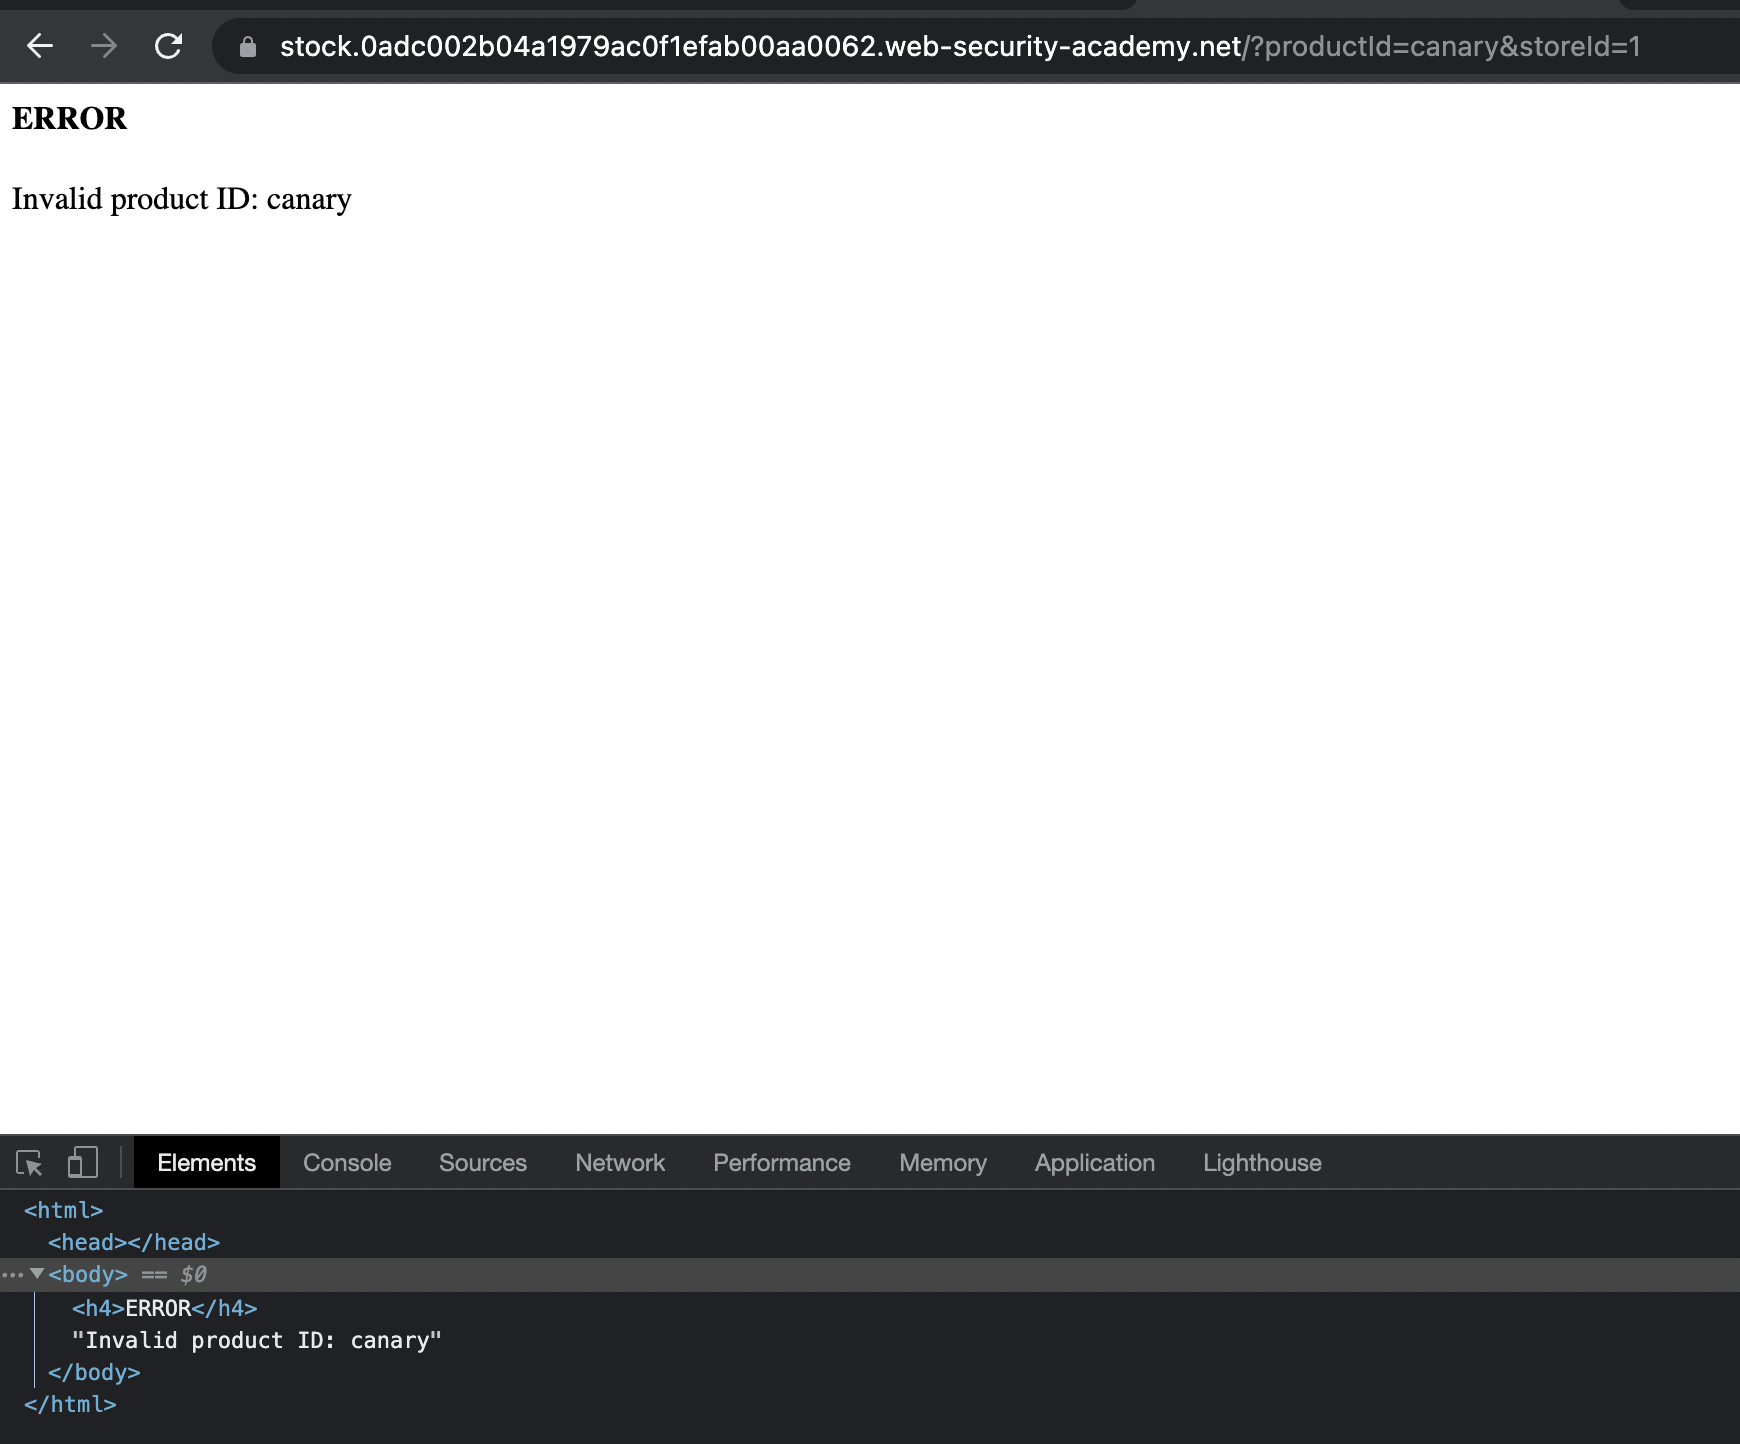 stock.0adc002b04a1979ac0f1efab00aa0062.web-security-academy.net/?productId=canary&storeId=1
ERROR
Invalid product ID: canary
Elements Console Sources Network Performance Memory Application Lighthouse
<html>
<head></head>
... ▼<body> == $0
<h4>ERROR</h4>
"Invalid product ID: canary"
</body>
</html>